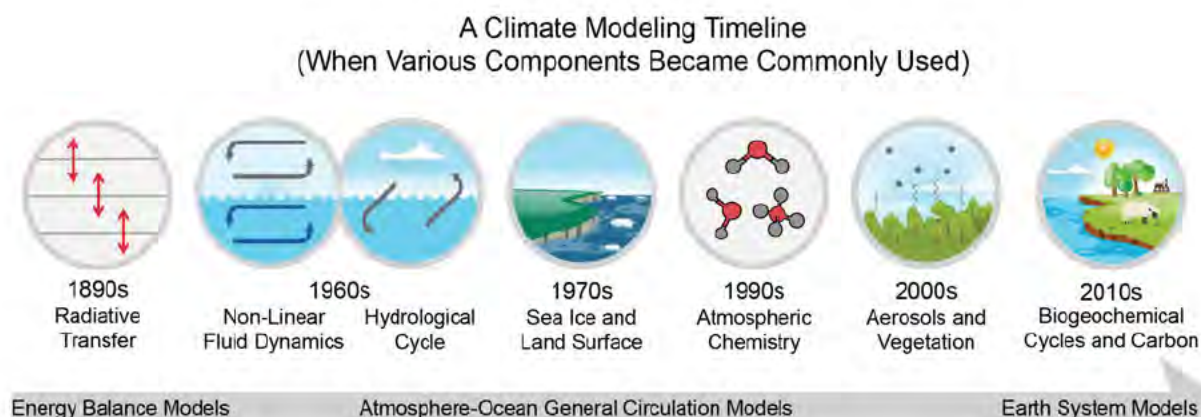 A Climate Modeling Timeline
(When Various Components Became Commonly Used)
1890s
Radiative
Transfer
1960s
Non-Linear
Fluid Dynamics
Hydrological
Cycle
1970s
Sea Ice and
Land Surface
1990s
Atmospheric
Chemistry
2000s
Aerosols and
Vegetation
2010s
Biogeochemical
Cycles and Carbon
Energy Balance Models
Atmosphere-Ocean General Circulation Models
Earth System Models